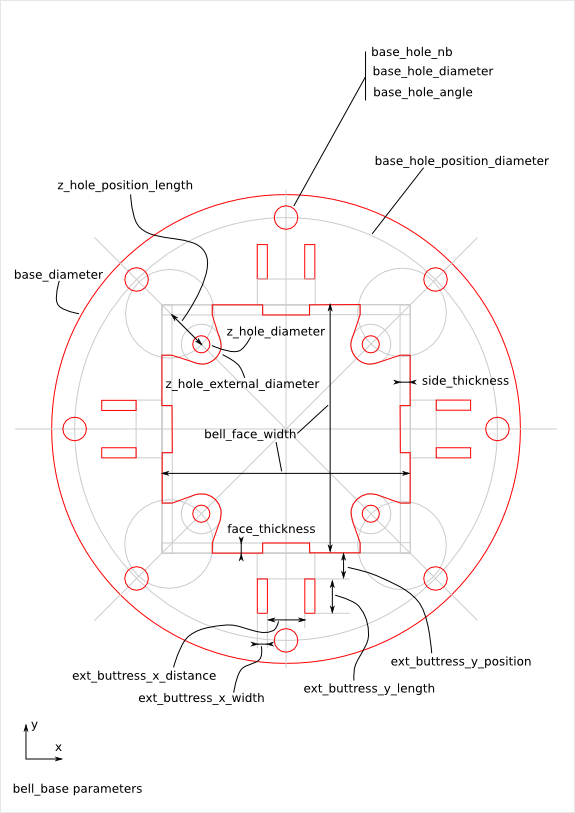 base_hole_nb
base_hole_diameter
base_hole_angle
base_hole_position_diameter
z_hole_position_length
base_diameter
z_hole_diameter
z_hole_external_diameter
side_thickness
bell_face_width
face_thickness
ext_buttress_y_position
ext_buttress_x_distance
ext_buttress_y_length
ext_buttress_x_width
y
x
bell_base parameters